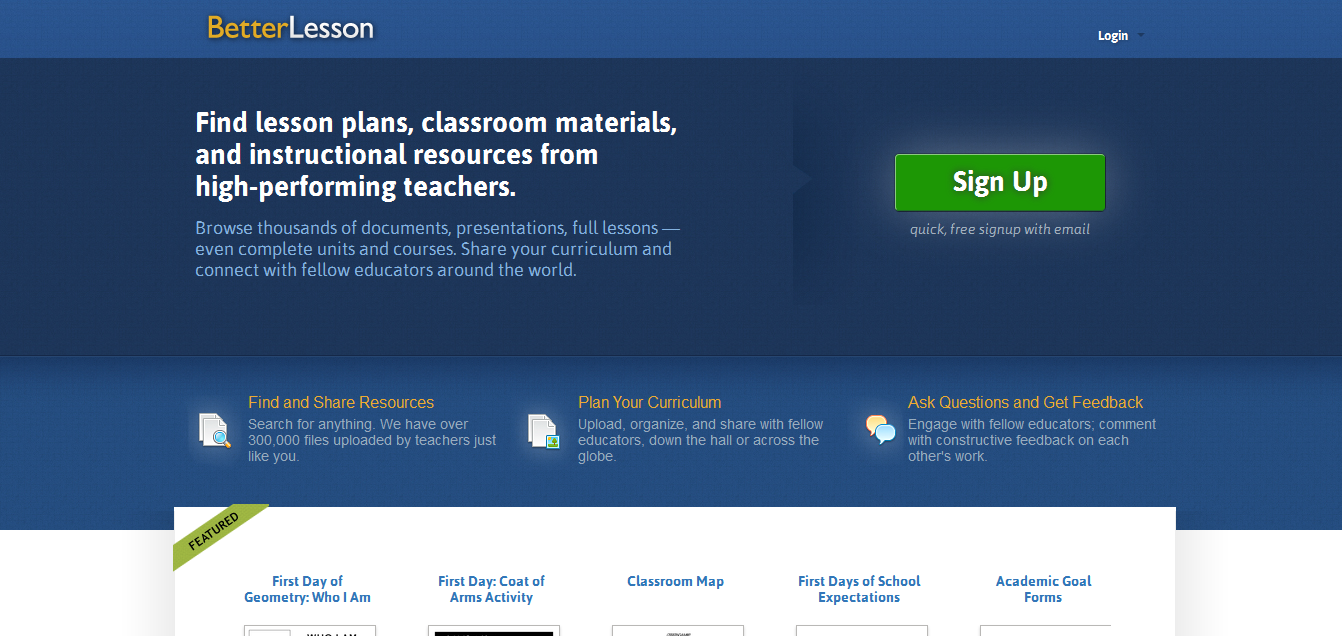 BetterLesson
Login
Find lesson plans, classroom materials,
and instructional resources from
high-performing teachers.
Browse thousands of documents, presentations, full lessons —
even complete units and courses. Share your curriculum and
connect with fellow educators around the world.
Sign Up
quick, free signup with email
Find and Share Resources
Search for anything. We have over
300,000 files uploaded by teachers just
like you.
Plan Your Curriculum
Upload, organize, and share with fellow
educators, down the hall or across the
globe.
Ask Questions and Get Feedback
Engage with fellow educators; comment
with constructive feedback on each
other's work.
FEATURED
First Day of
Geometry: Who I Am
First Day: Coat of
Arms Activity
Classroom Map
First Days of School
Expectations
Academic Goal
Forms